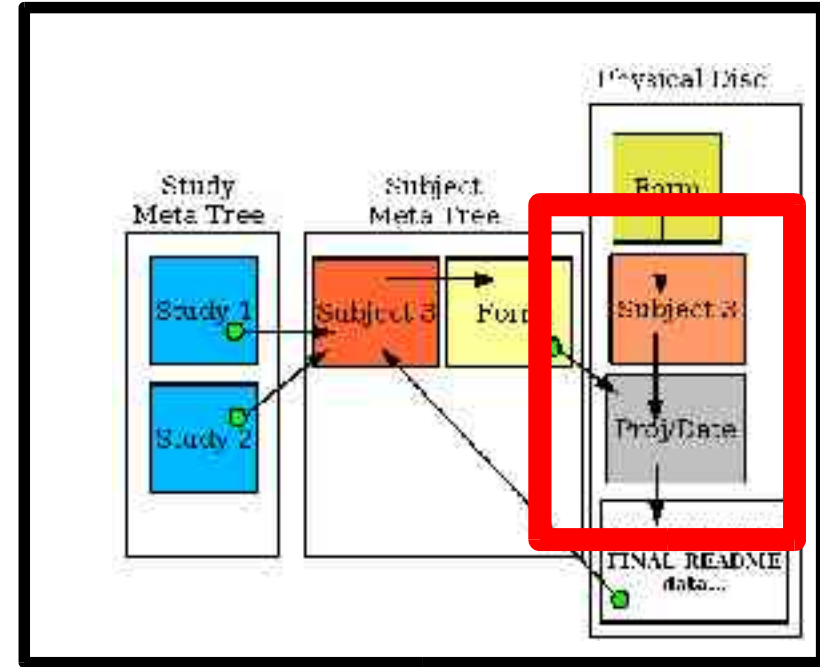 Physical Disc
Study
Meta Tree
Subject
Meta Tree
Form
Study 1
Subject 3
Form
Subject 3
Study 2
Proj/Date
FINAL README
data...